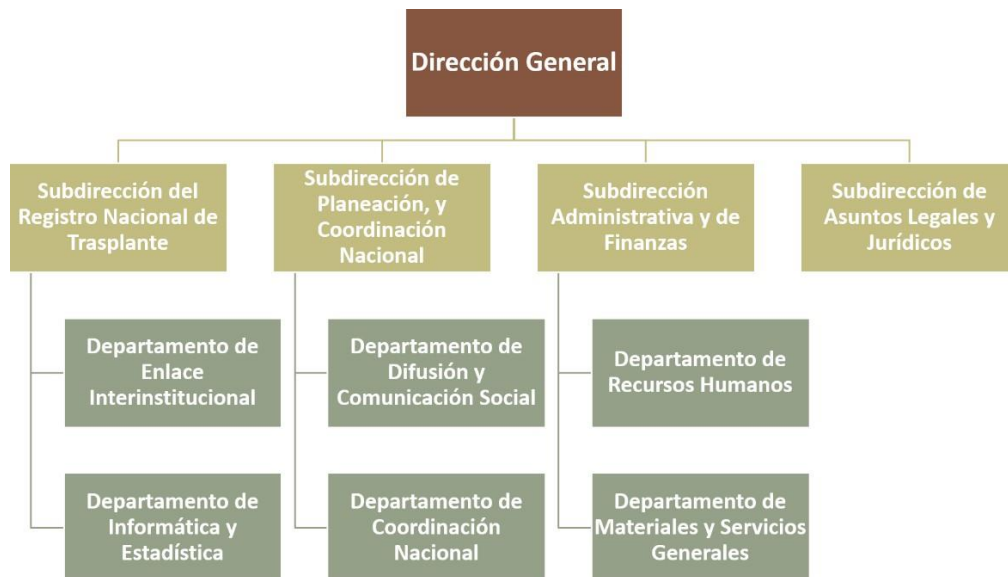 Dirección General
Subdirección del
Registro Nacional de
Trasplante
Subdirección de
Planeación, y
Coordinación
Nacional
Subdirección
Administrativa y de
Finanzas
Subdirección de
Asuntos Legales y
Jurídicos
Departamento de
Enlace
Interinstitucional
Departamento de
Difusión y
Comunicación Social
Departamento de
Recursos Humanos
Departamento de
Informática y
Estadística
Departamento de
Coordinación
Nacional
Departamento de
Materiales y Servicios
Generales